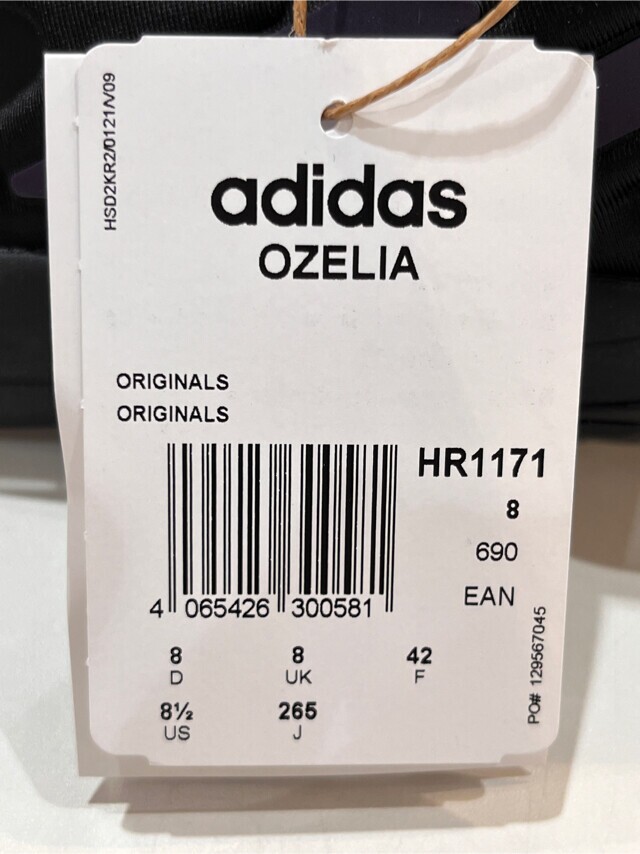 HSD2KR2/0121/V09
adidas
OZELIA
ORIGINALS
ORIGINALS
HR1171
8
690
EAN
4 065426 300581
8 8 42
D UK F
8½ 265
US J
PO# 129567045